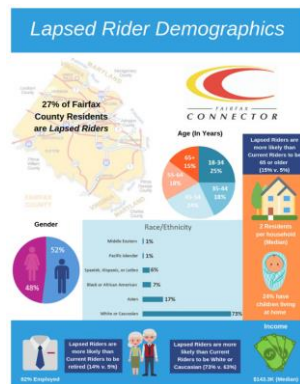 Lapsed Rider Demographics
27% of Fairfax
County Residents
are Lapsed Riders
FAIRFAX
CONNECTOR
Age (In Years)
65+
15%
18-34
25%
35-44
18%
Lapsed Riders are
more likely than
Current Riders to be
65 or older
(15% v. 5%)
Gender
52%
48%
Race/Ethnicity
Middle Eastern 1%
Pacific Islander 1%
Spanish, Hispanic, or Latino 6%
Black or African American 7%
Asian 17%
White or Caucasian 73%
2 Residents
per household
(Median)
24% have
children living
at home
Lapsed Riders are
more likely than
Current Riders to be
retired (14% v. 5%)
92% Employed
Lapsed Riders are
more likely than
Current Riders to be
White or
Caucasian (73% v. 63%)
Income
(Median)